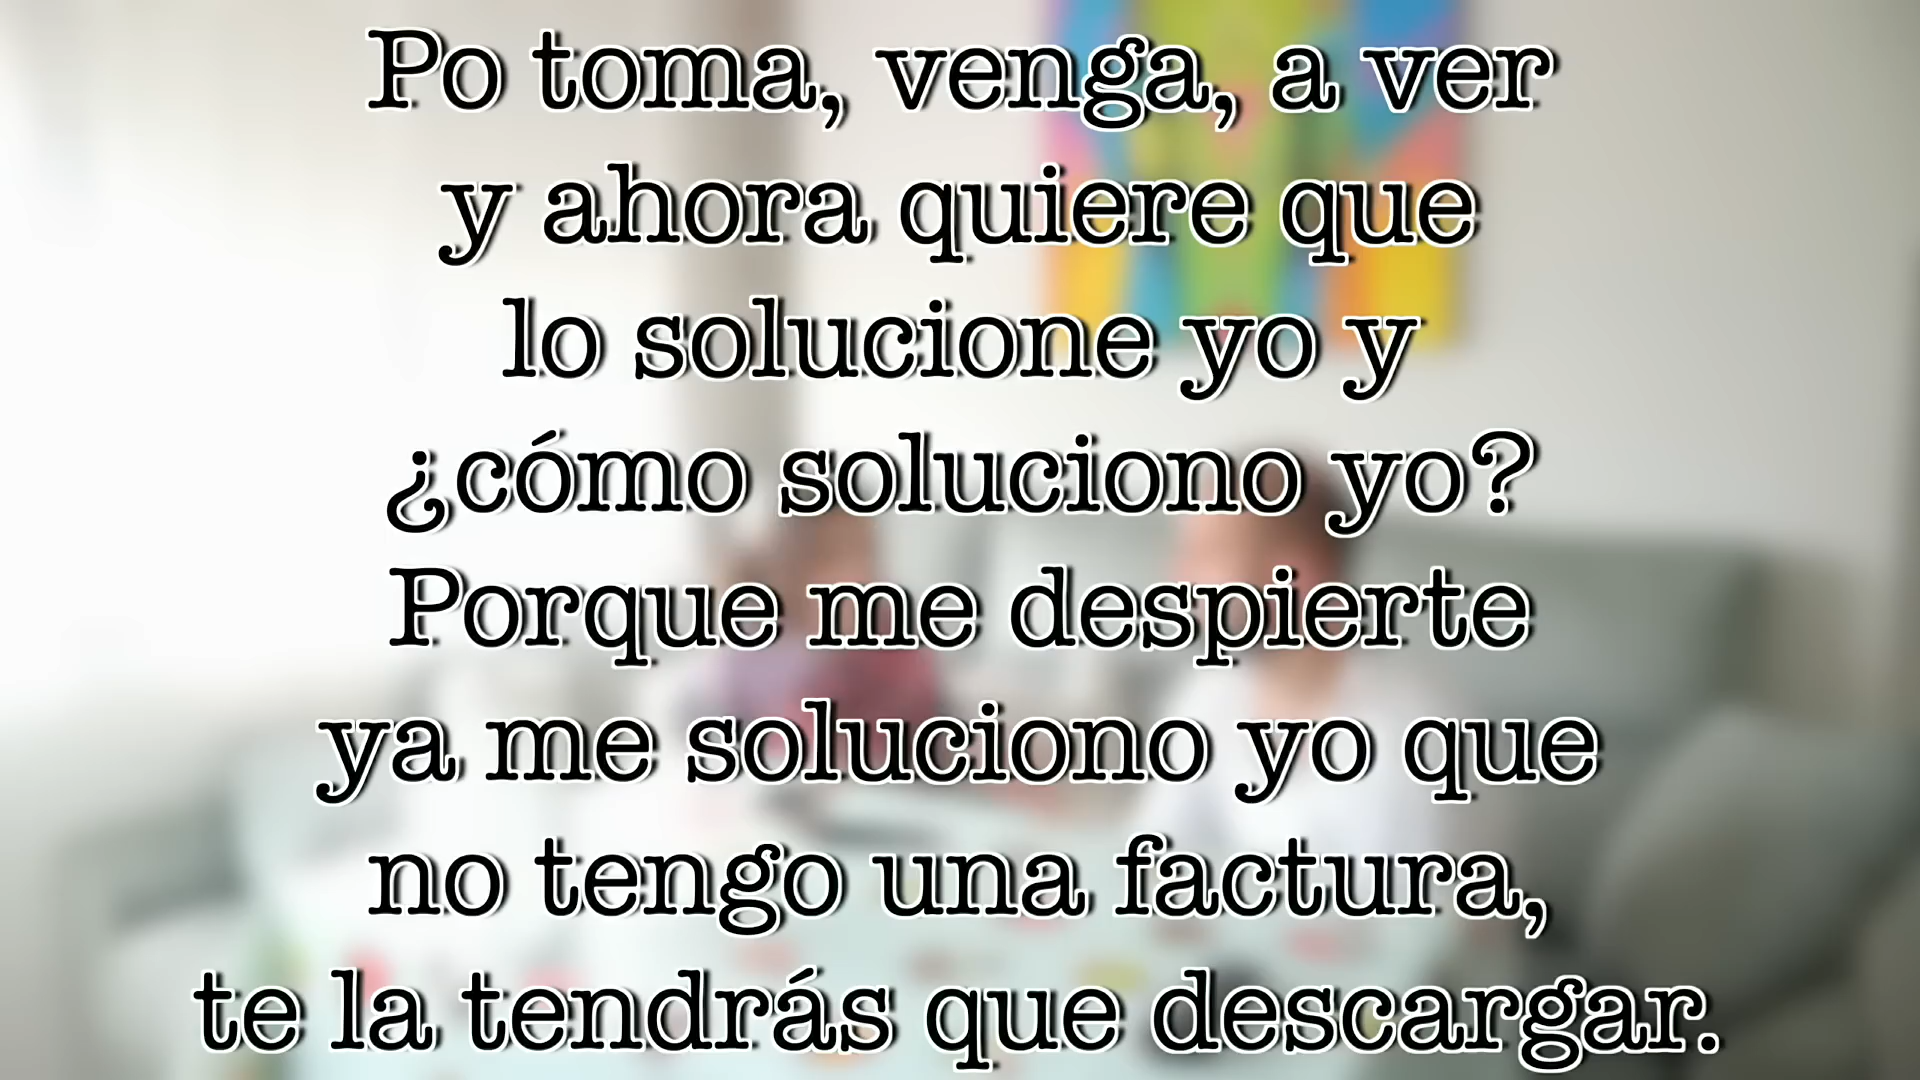 Po toma, venga, a ver
y ahora quiere que
lo solucione yo y
¿cómo soluciono yo?
Porque me despierte
ya me soluciono yo que
no tengo una factura,
te la tendrás que descargar.